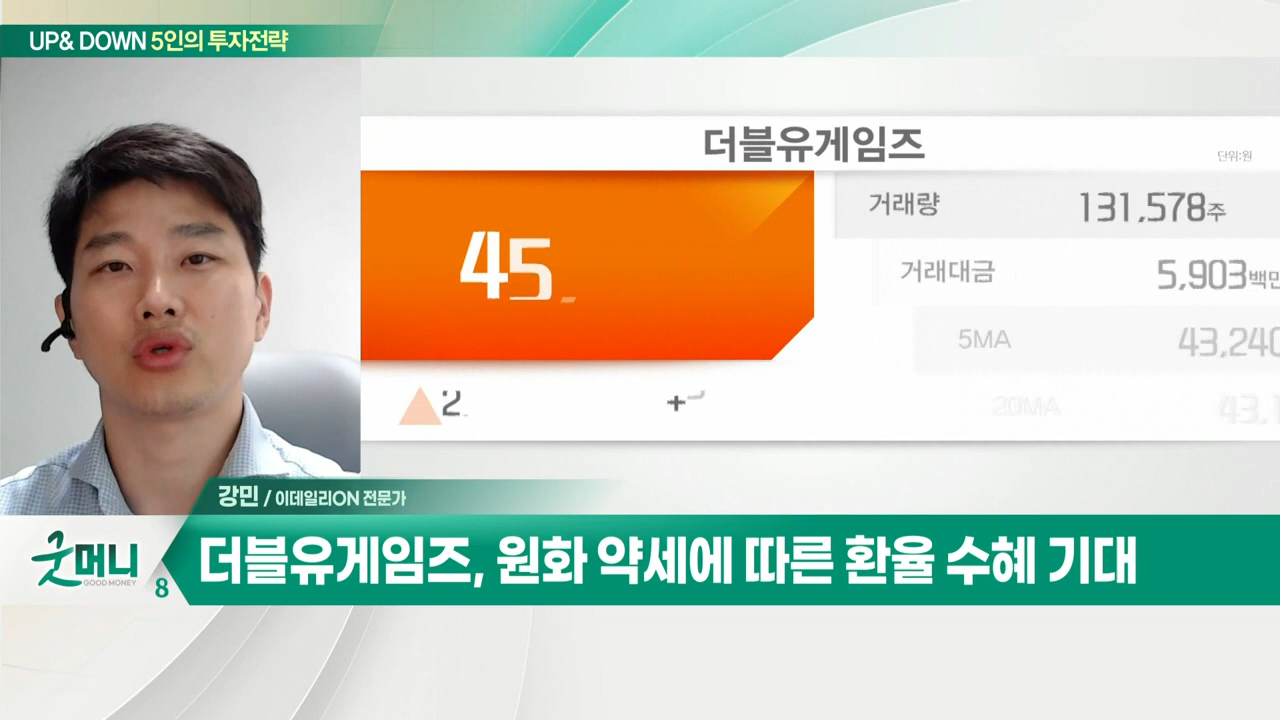 UP& DOWN 5인의 투자전략
더블유게임즈
단위:원
45
거래량 131,578주
거래대금 5,903백만
5MA 43,240
20MA 43,1
▲2
+
강민 / 이데일리ON 전문가
굿머니
GOOD MONEY
8
더블유게임즈, 원화 약세에 따른 환율 수혜 기대